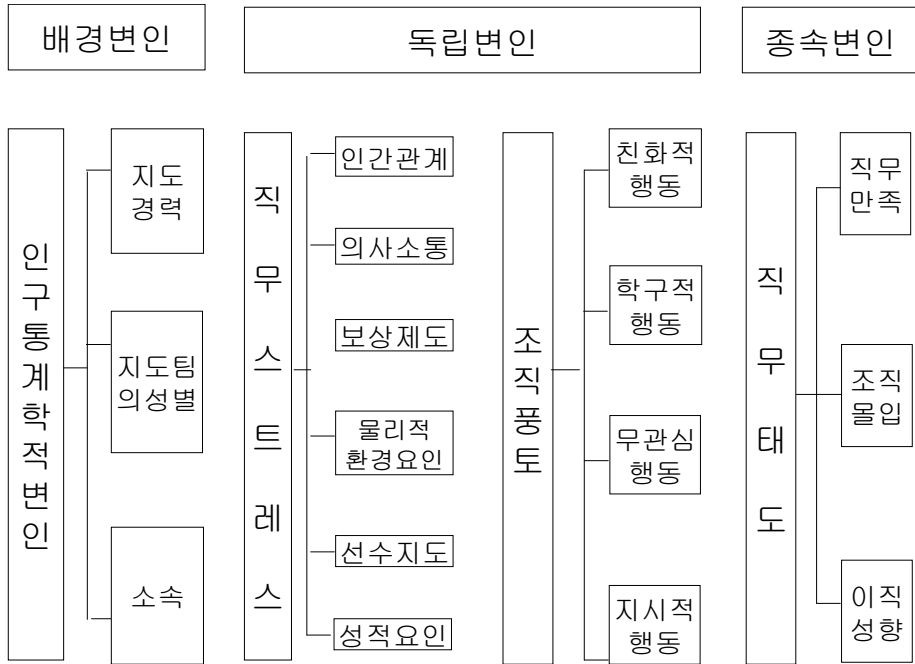 배경변인
독립변인
종속변인
인구통계학적변인
지도
경력
지도팀
의성별
소속
직무스트레스
인간관계
의사소통
보상제도
물리적
환경요인
선수지도
성적요인
조직풍토
친화적
행동
학구적
행동
무관심
행동
지시적
행동
직무태도
직무
만족
조직
몰입
이직
성향